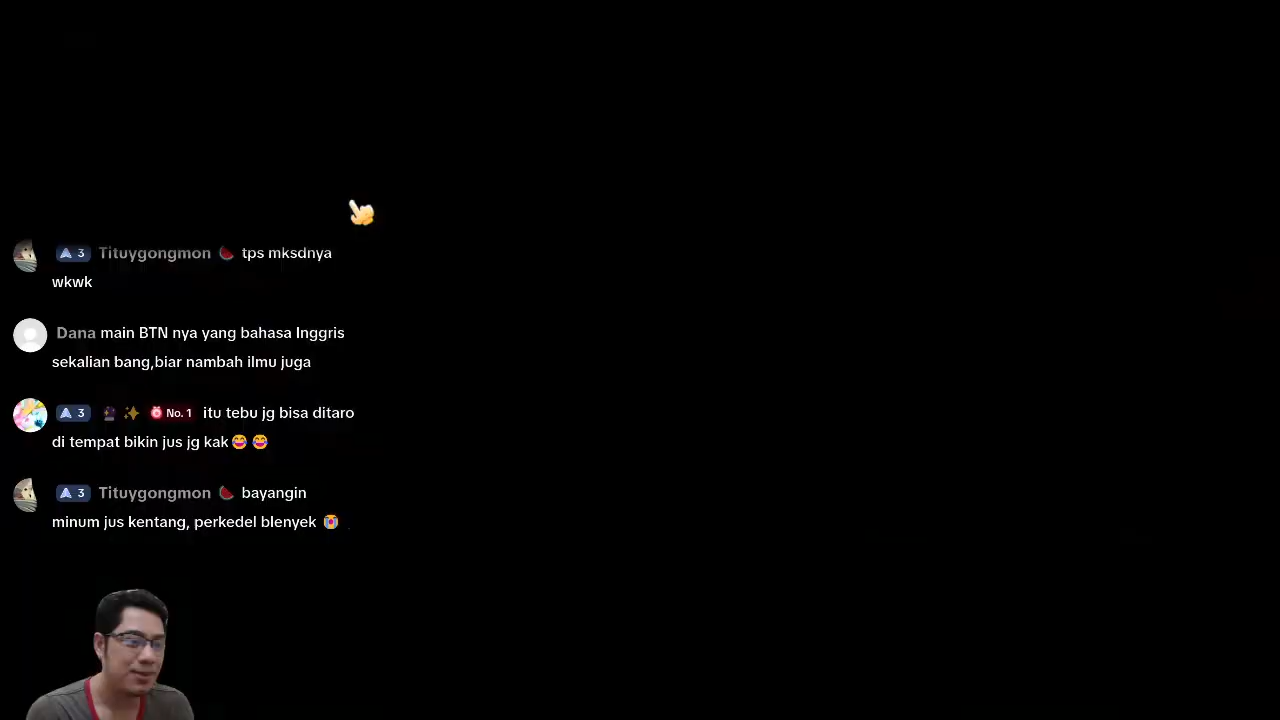 3 Tituygongmon 🍉 tps mksdnya
wkwk
Dana main BTN nya yang bahasa Inggris
sekalian bang,biar nambah ilmu juga
3 🔮 ✨ No. 1 itu tebu jg bisa ditaro
di tempat bikin jus jg kak😂 😂
3 Tituygongmon 🍉 bayangin
minum jus kentang, perkedel blenyek 😭